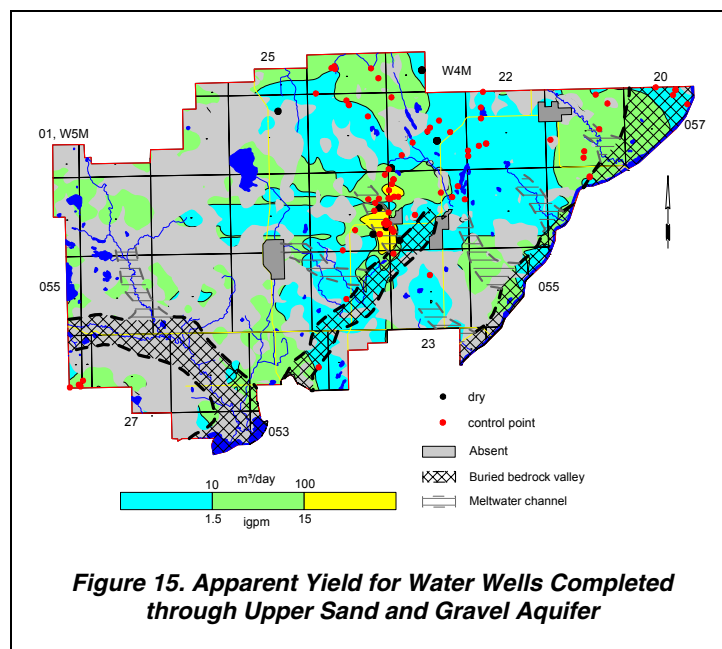 25
W4M
22
20
057
01, W5M
055
055
23
27
053
dry
control point
Absent
Buried bedrock valley
Meltwater channel
10 m³/day 100
1.5 igpm 15
Figure 15. Apparent Yield for Water Wells Completed
through Upper Sand and Gravel Aquifer